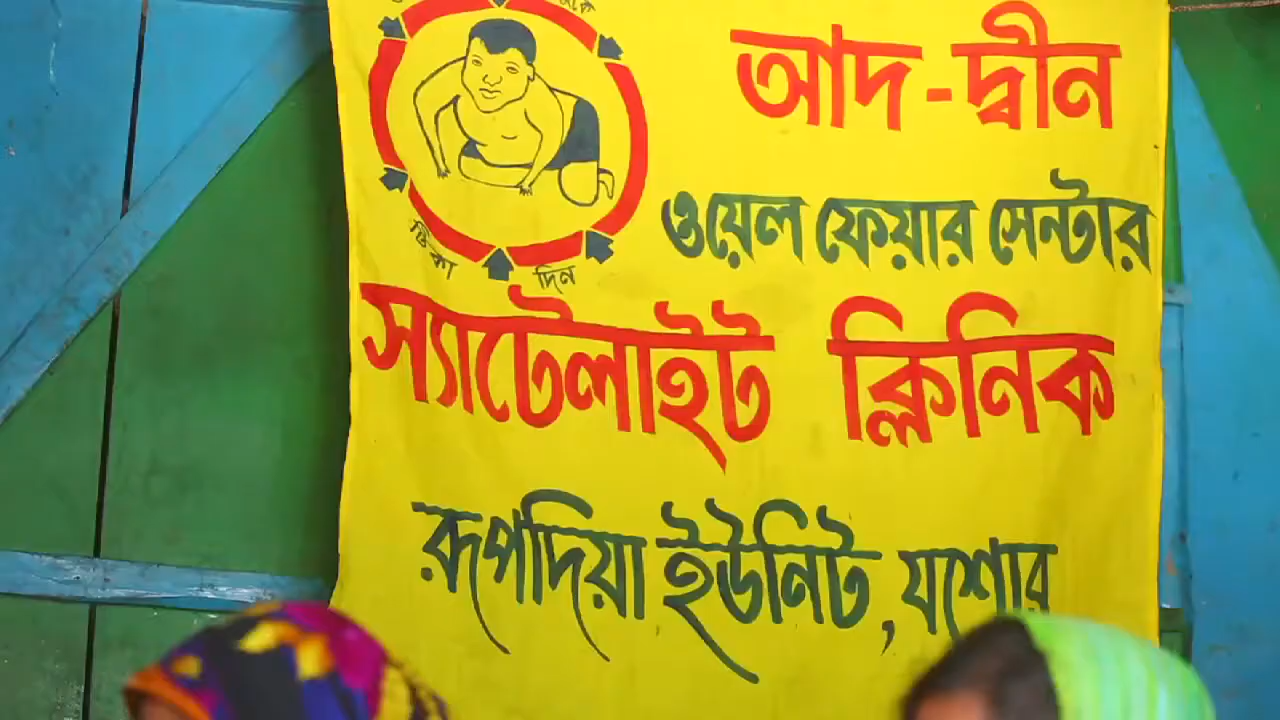 টিকা দিন
আদ-দ্বীন
ওয়েল ফেয়ার সেন্টার
স্যাটেলাইট ক্লিনিক
রূপদিয়া ইউনিট, যশোর